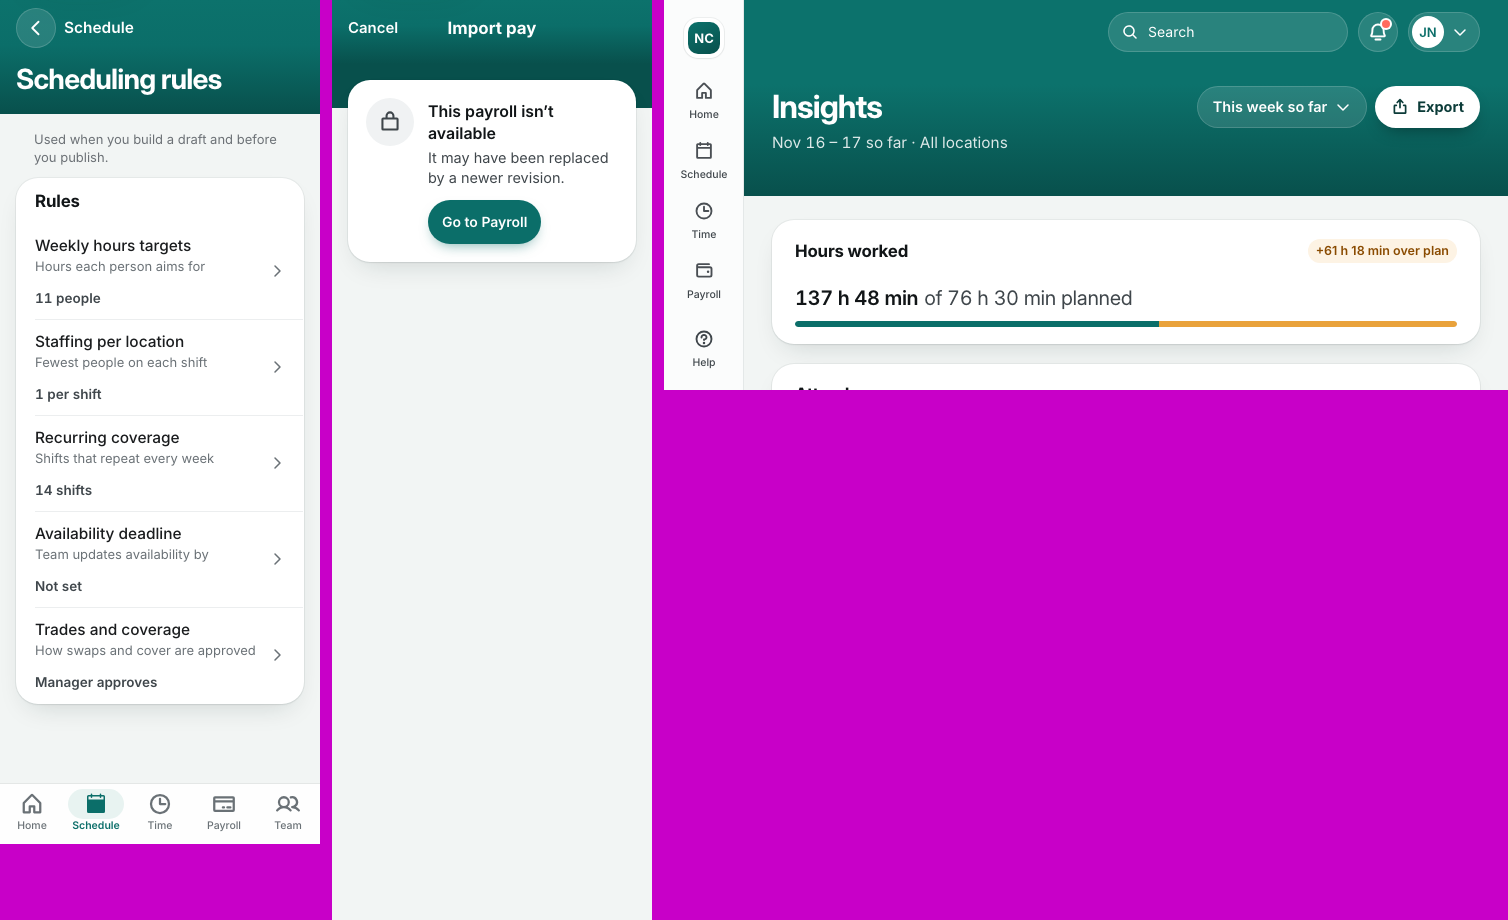 Schedule
Scheduling rules
Used when you build a draft and before
you publish.
Rules
Weekly hours targets
Hours each person aims for
11 people
Staffing per location
Fewest people on each shift
1 per shift
Recurring coverage
Shifts that repeat every week
14 shifts
Availability deadline
Team updates availability by
Not set
Trades and coverage
How swaps and cover are approved
Manager approves
Home
Schedule
Time
Payroll
Team
Cancel
Import pay
This payroll isn’t
available
It may have been replaced
by a newer revision.
Go to Payroll
NC
Home
Schedule
Time
Payroll
Help
Search
JN
Insights
Nov 16 – 17 so far · All locations
This week so far
Export
Hours worked
+61 h 18 min over plan
137 h 48 min of 76 h 30 min planned